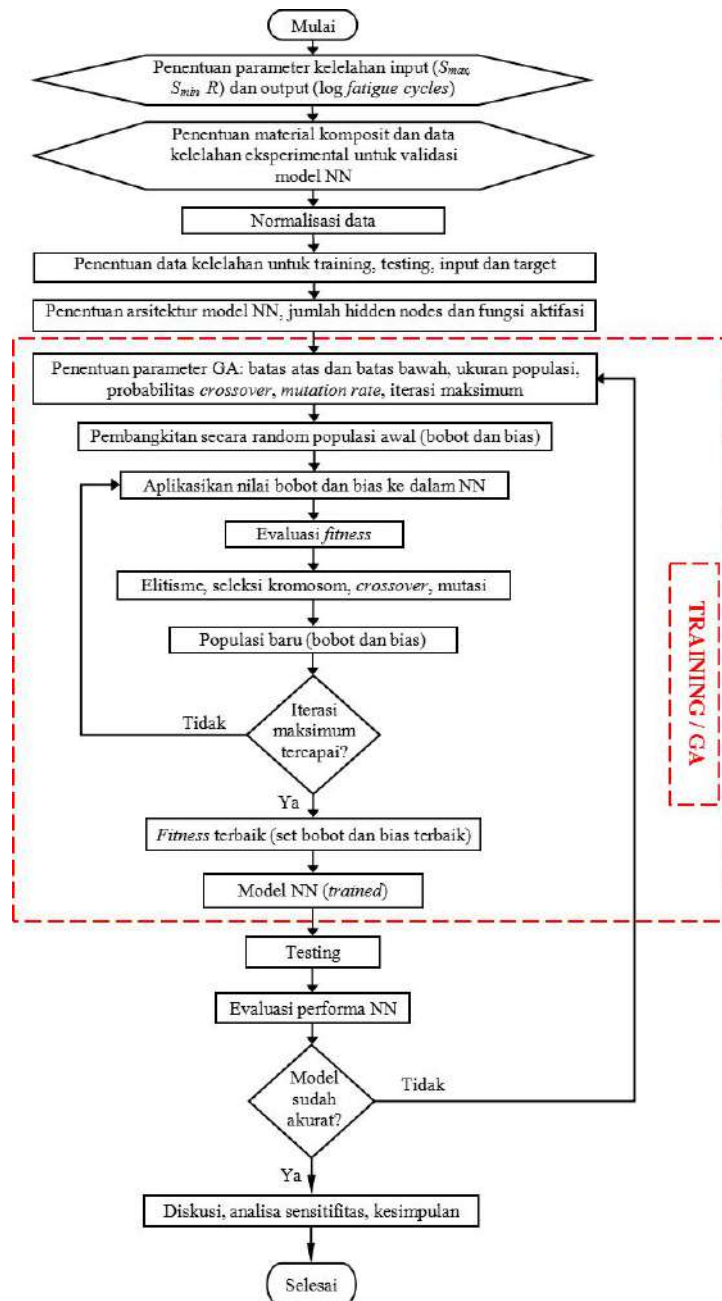 Mulai
Penentuan parameter kelelahan input (Smax,
Smin, R) dan output (log fatigue cycles)
Penentuan material komposit dan data
kelelahan eksperimental untuk validasi
model NN
Normalisasi data
Penentuan data kelelahan untuk training, testing, input dan target
Penentuan arsitektur model NN, jumlah hidden nodes dan fungsi aktifasi
Penentuan parameter GA: batas atas dan batas bawah, ukuran populasi,
probabilitas crossover, mutation rate, iterasi maksimum
Pembangkitan secara random populasi awal (bobot dan bias)
Aplikasikan nilai bobot dan bias ke dalam NN
Evaluasi fitness
Elitisme, seleksi kromosom, crossover, mutasi
Populasi baru (bobot dan bias)
Tidak
Iterasi
maksimum
tercapai?
Ya
Fitness terbaik (set bobot dan bias terbaik)
Model NN (trained)
TRAINING / GA
Testing
Evaluasi performa NN
Model
sudah
akurat?
Tidak
Ya
Diskusi, analisa sensitifitas, kesimpulan
Selesai